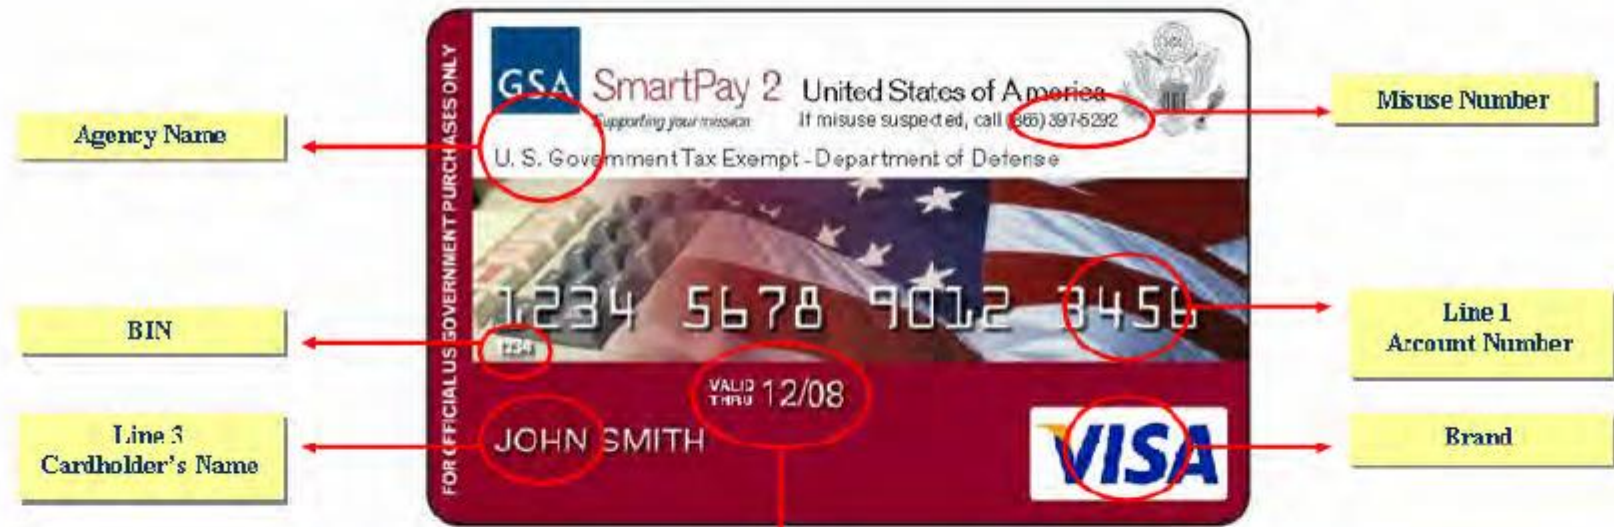 FOR OFFICIAL US GOVERNMENT PURCHASES ONLY
GSA
SmartPay 2
Supporting your mission
United States of America
If misuse suspected, call (866) 397-5292
U. S. Government Tax Exempt - Department of Defense
1234 5678 9012 3456
1234
VALID THRU 12/08
JOHN SMITH
VISA
Agency Name
BIN
Line 3
Cardholder's Name
Misuse Number
Line 1
Account Number
Brand